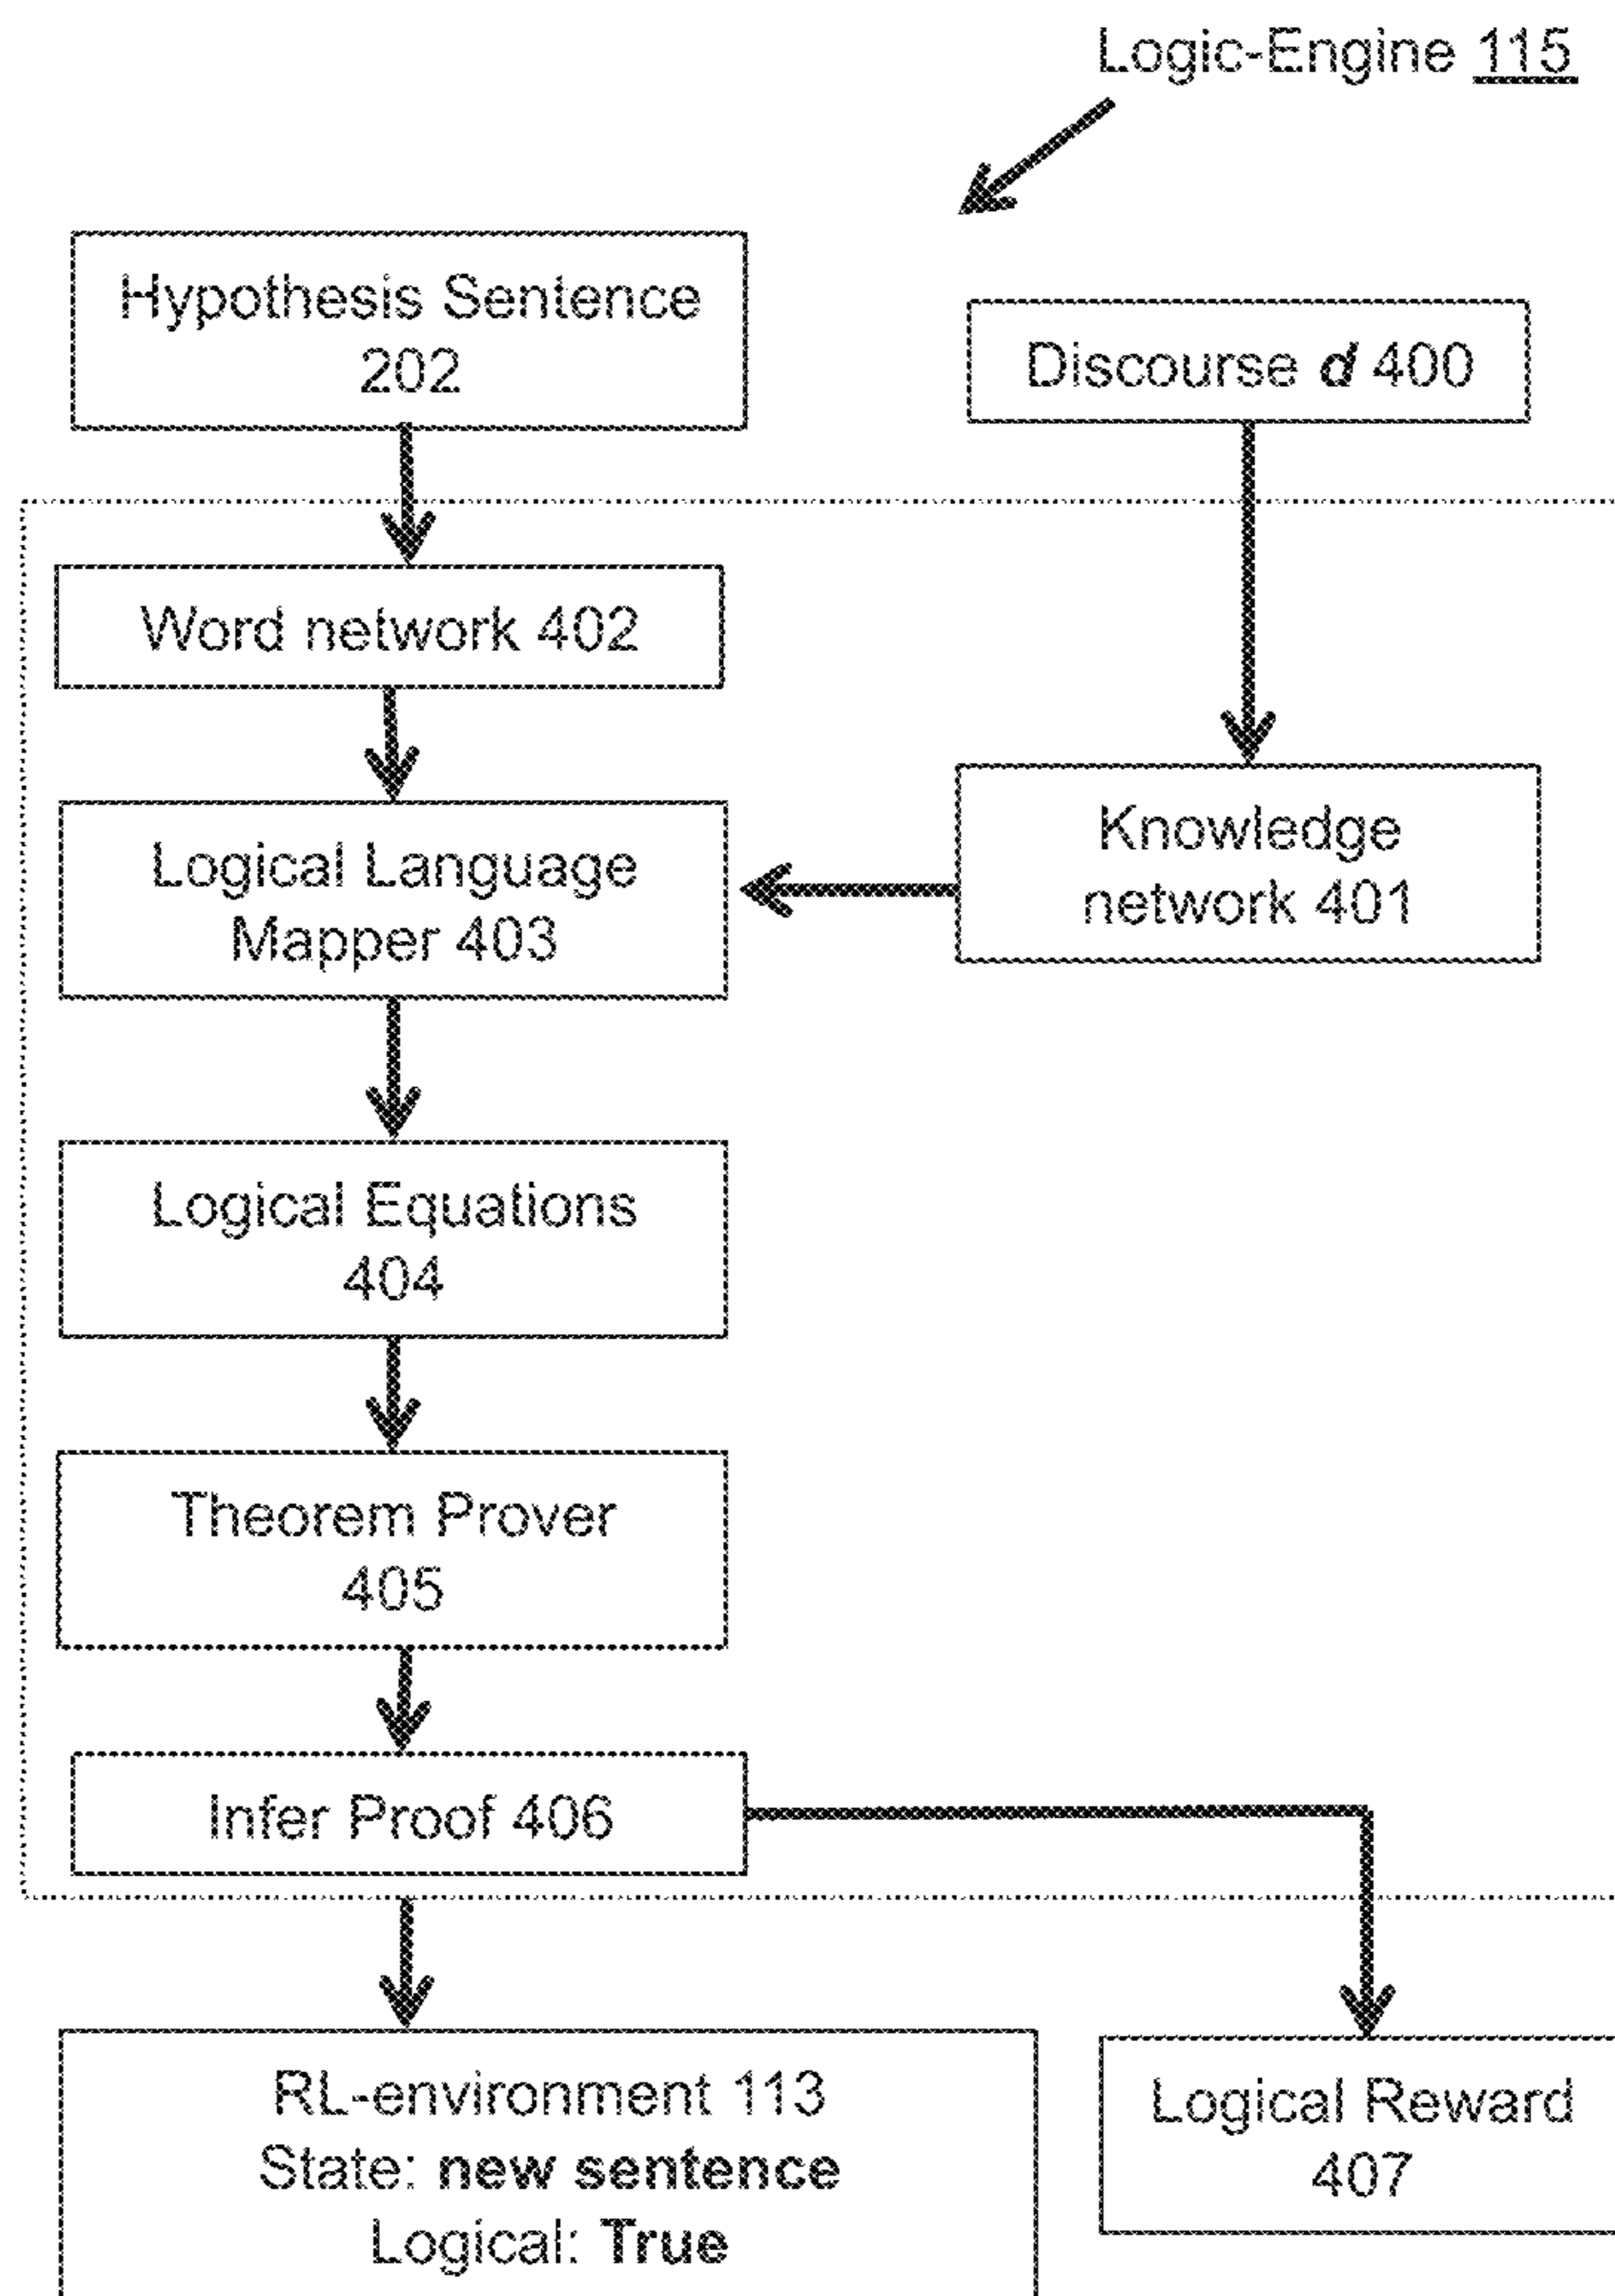 Logic-Engine 115
Hypothesis Sentence
202
Discourse d 400
Word network 402
Logical Language
Mapper 403
Knowledge
network 401
Logical Equations
404
Theorem Prover
405
Infer Proof 406
RL-environment 113
State: new sentence
Logical: True
Logical Reward
407